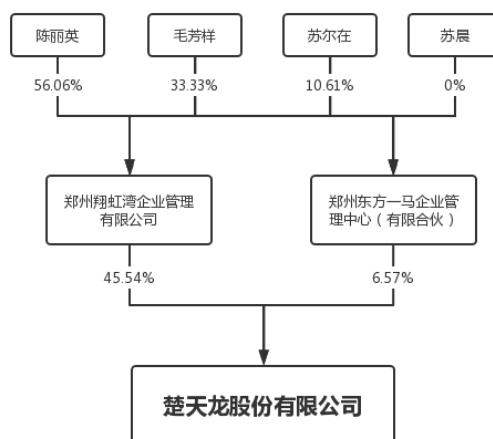 陈丽英
毛芳样
苏尔在
苏晨
56.06%
33.33%
10.61%
0%
郑州翔虹湾企业管理
有限公司
郑州东方一马企业管
理中心（有限合伙）
45.54%
6.57%
楚天龙股份有限公司